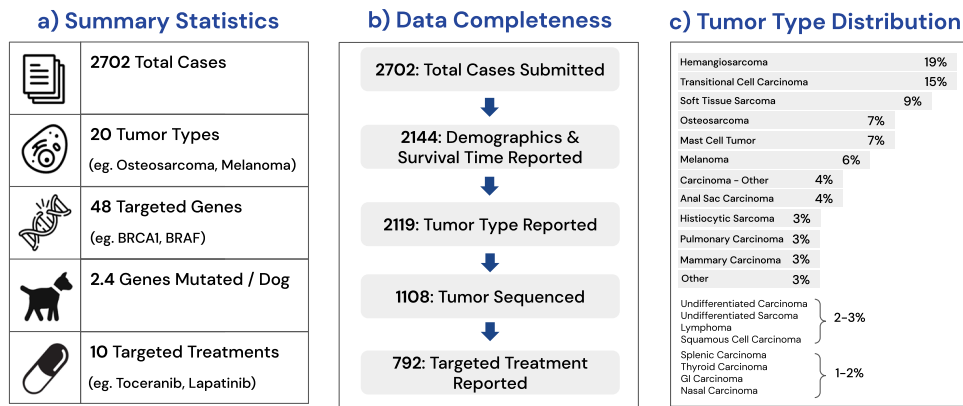 a) Summary Statistics
2702 Total Cases
20 Tumor Types
(eg. Osteosarcoma, Melanoma)
48 Targeted Genes
(eg. BRCA1, BRAF)
2.4 Genes Mutated / Dog
10 Targeted Treatments
(eg. Toceranib, Lapatinib)
b) Data Completeness
2702: Total Cases Submitted
2144: Demographics &
Survival Time Reported
2119: Tumor Type Reported
1108: Tumor Sequenced
792: Targeted Treatment
Reported
c) Tumor Type Distribution
Hemangiosarcoma 19%
Transitional Cell Carcinoma 15%
Soft Tissue Sarcoma 9%
Osteosarcoma 7%
Mast Cell Tumor 7%
Melanoma 6%
Carcinoma - Other 4%
Anal Sac Carcinoma 4%
Histiocytic Sarcoma 3%
Pulmonary Carcinoma 3%
Mammary Carcinoma 3%
Other 3%
Undifferentiated Carcinoma
Undifferentiated Sarcoma
Lymphoma
Squamous Cell Carcinoma
2-3%
Splenic Carcinoma
Thyroid Carcinoma
GI Carcinoma
Nasal Carcinoma
1-2%